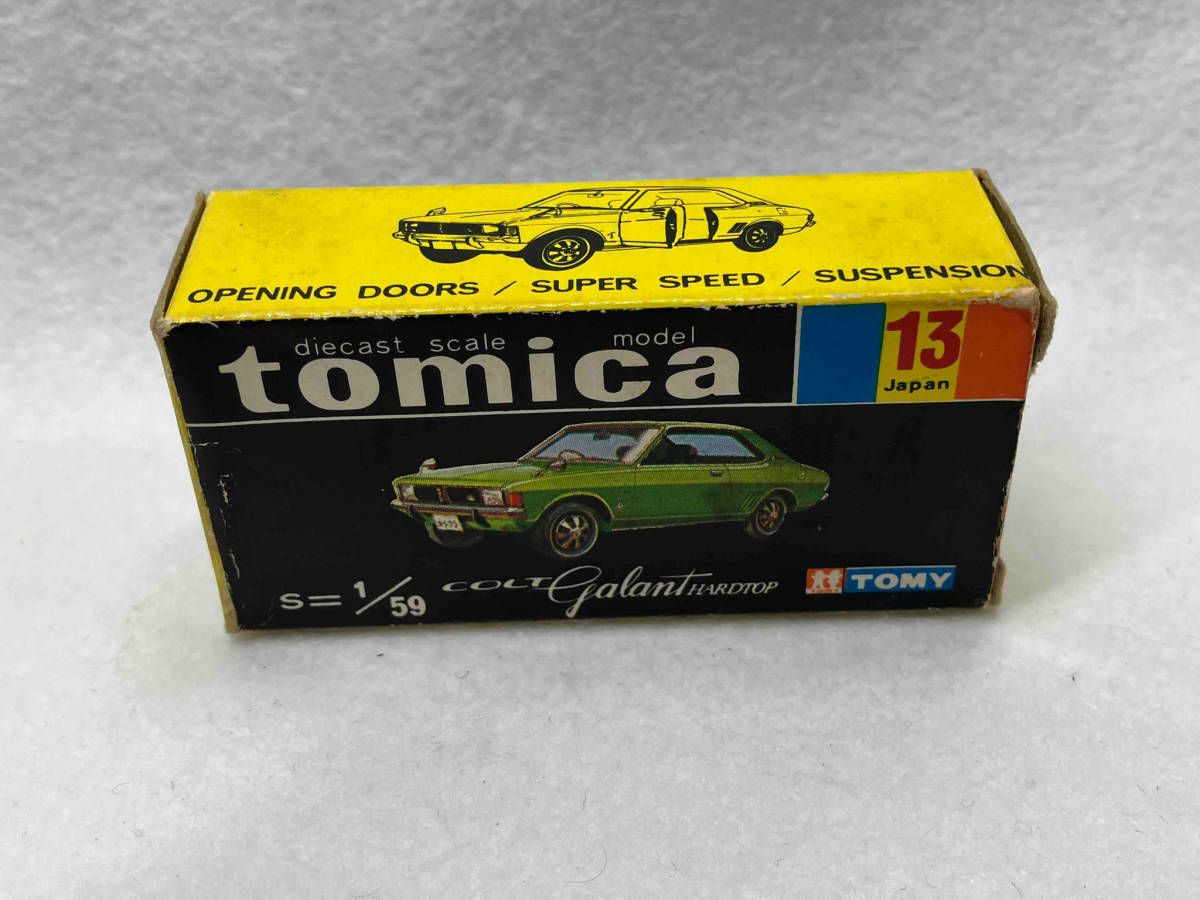 OPENING DOORS / SUPER SPEED / SUSPENSION
diecast scale model
tomica
13
Japan
S=1/59
COLT Galant HARDTOP
TOMY